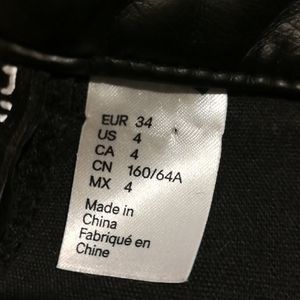 EUR 34
US 4
CA 4
CN 160/64A
MX 4
Made in
China
Fabriqué en
Chine